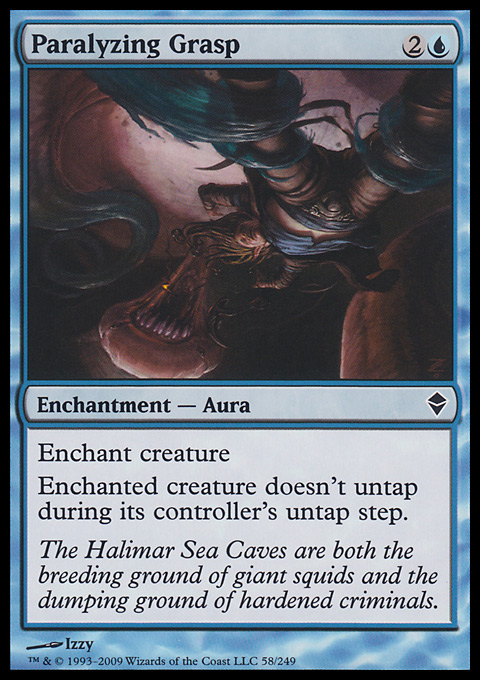 Paralyzing Grasp 2
Enchantment — Aura
Enchant creature
Enchanted creature doesn't untap
during its controller's untap step.
The Halimar Sea Caves are both the
breeding ground of giant squids and the
dumping ground of hardened criminals.
Izzy
™ & © 1993–2009 Wizards of the Coast LLC 58/249